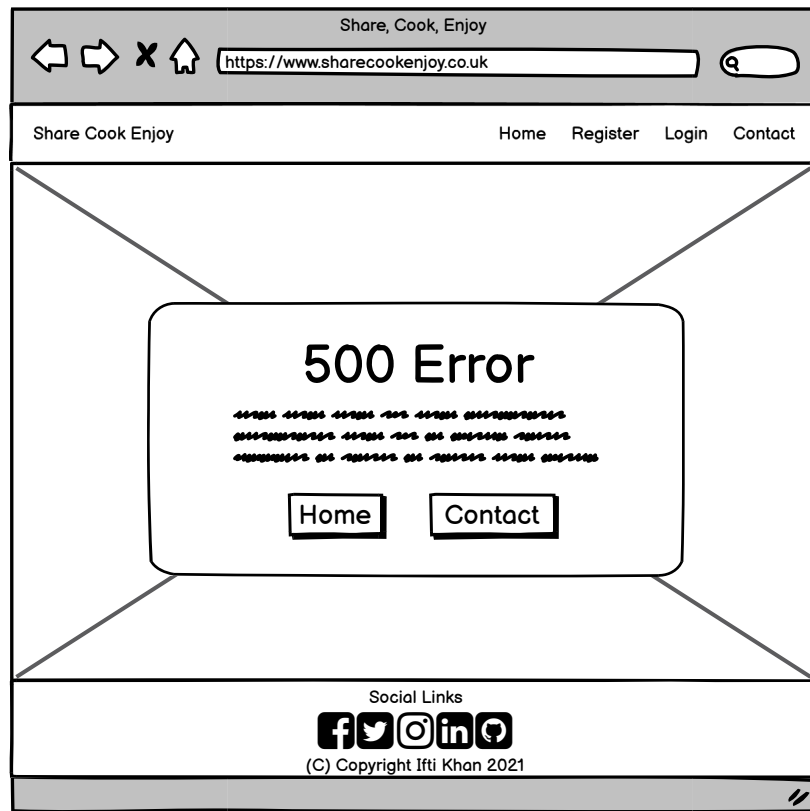 Share, Cook, Enjoy
https://www.sharecookenjoy.co.uk
Share Cook Enjoy Home Register Login Contact
500 Error
Home Contact
Social Links
(C) Copyright Ifti Khan 2021